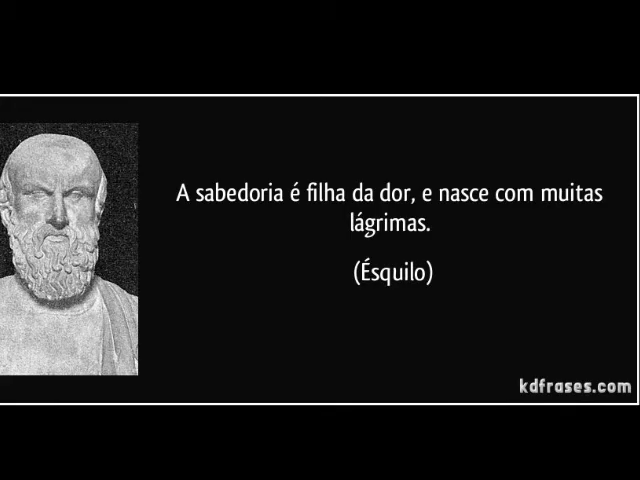 A sabedoria é filha da dor, e nasce com muitas
lágrimas.
(Ésquilo)
kdfrases.com